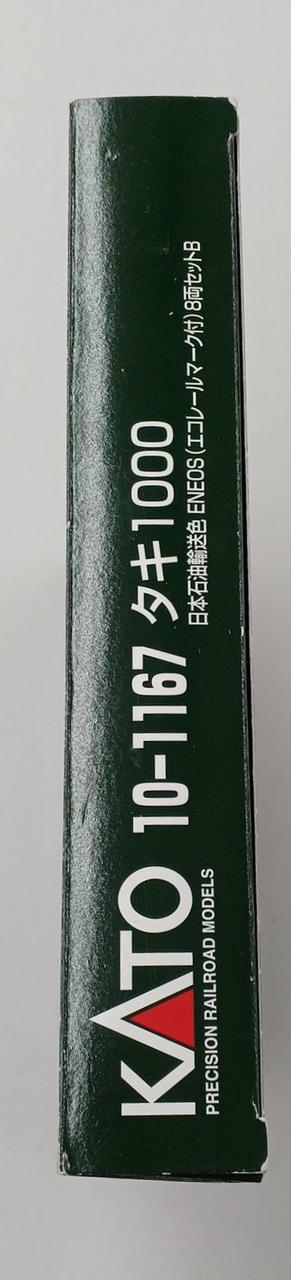 KATO
PRECISION RAILROAD MODELS
10-1167 タキ1000
日本石油輸送色 ENEOS(エコレールマーク付)8両セットB